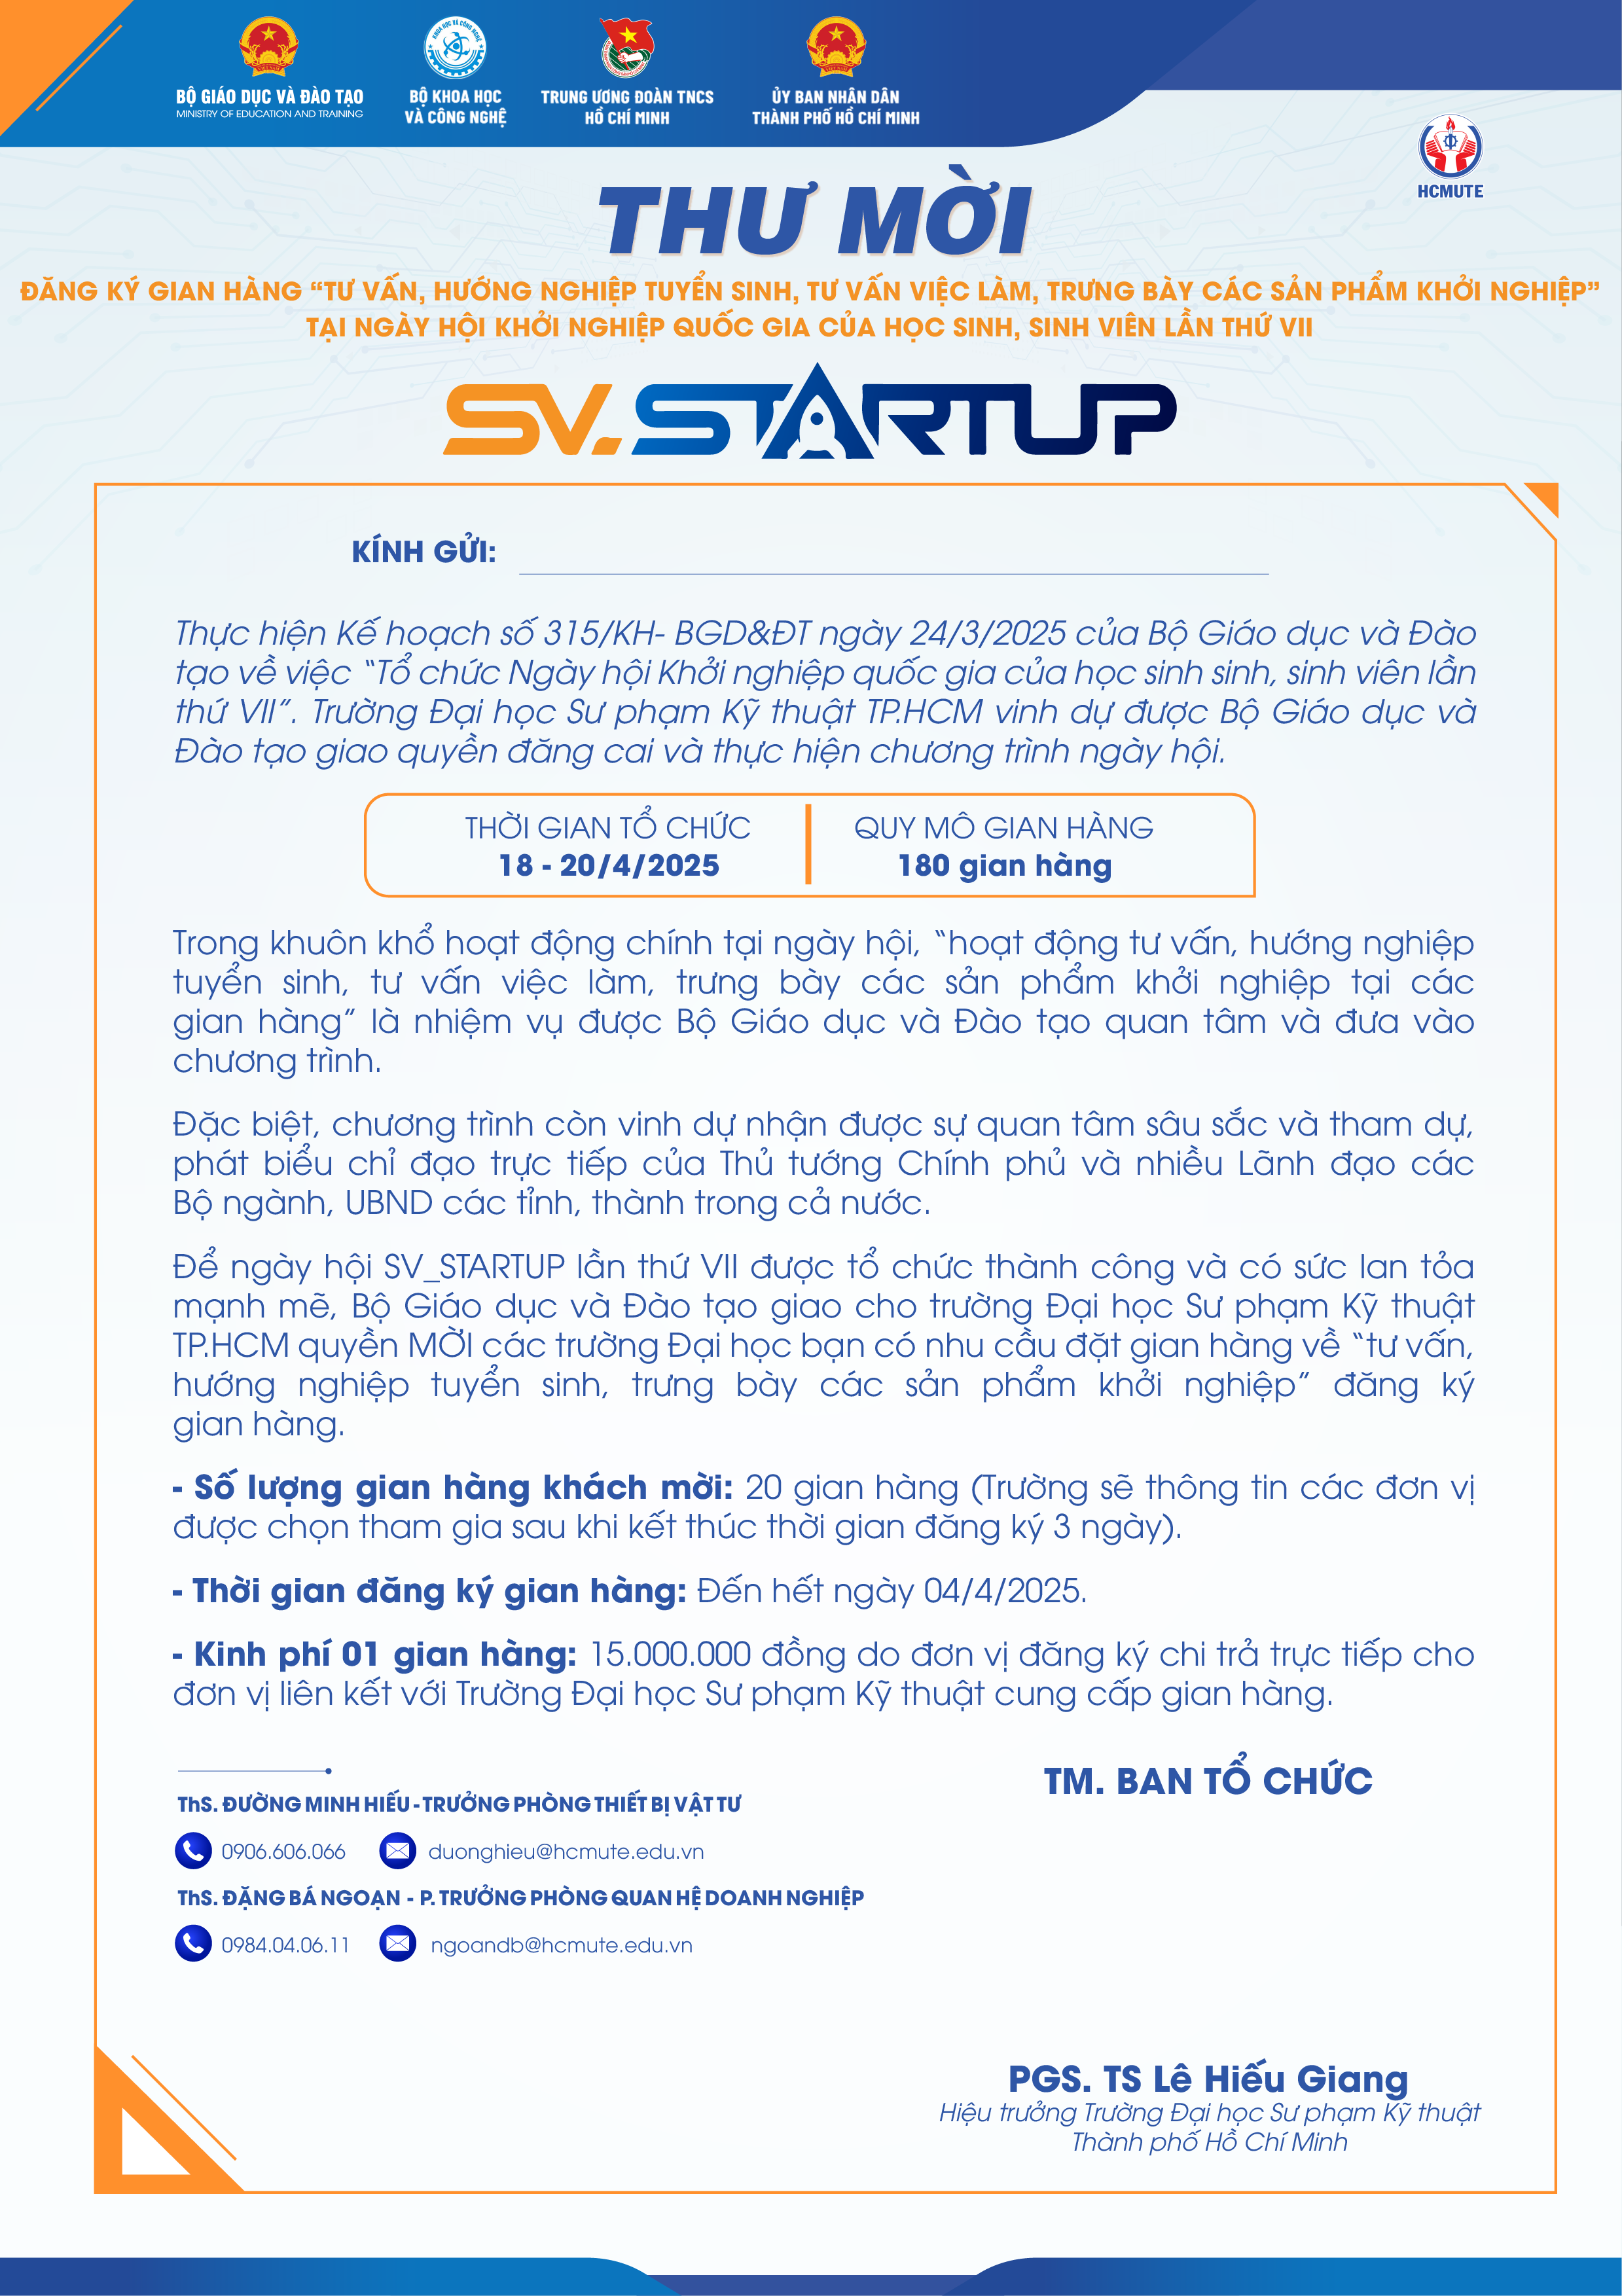 BỘ GIÁO DỤC VÀ ĐÀO TẠO
MINISTRY OF EDUCATION AND TRAINING
BỘ KHOA HỌC
VÀ CÔNG NGHỆ
TRUNG ƯƠNG ĐOÀN TNCS
HỒ CHÍ MINH
ỦY BAN NHÂN DÂN
THÀNH PHỐ HỒ CHÍ MINH
HCMUTE
THƯ MỜI
ĐĂNG KÝ GIAN HÀNG “TƯ VẤN, HƯỚNG NGHIỆP TUYỂN SINH, TƯ VẤN VIỆC LÀM, TRƯNG BÀY CÁC SẢN PHẨM KHỞI NGHIỆP”
TẠI NGÀY HỘI KHỞI NGHIỆP QUỐC GIA CỦA HỌC SINH, SINH VIÊN LẦN THỨ VII
SV.STARTUP
KÍNH GỬI:
Thực hiện Kế hoạch số 315/KH- BGD&ĐT ngày 24/3/2025 của Bộ Giáo dục và Đào
tạo về việc “Tổ chức Ngày hội Khởi nghiệp quốc gia của học sinh sinh, sinh viên lần
thứ VII”. Trường Đại học Sư phạm Kỹ thuật TP.HCM vinh dự được Bộ Giáo dục và
Đào tạo giao quyền đăng cai và thực hiện chương trình ngày hội.
THỜI GIAN TỔ CHỨC
18 - 20/4/2025
QUY MÔ GIAN HÀNG
180 gian hàng
Trong khuôn khổ hoạt động chính tại ngày hội, “hoạt động tư vấn, hướng nghiệp
tuyển sinh, tư vấn việc làm, trưng bày các sản phẩm khởi nghiệp tại các
gian hàng” là nhiệm vụ được Bộ Giáo dục và Đào tạo quan tâm và đưa vào
chương trình.
Đặc biệt, chương trình còn vinh dự nhận được sự quan tâm sâu sắc và tham dự,
phát biểu chỉ đạo trực tiếp của Thủ tướng Chính phủ và nhiều Lãnh đạo các
Bộ ngành, UBND các tỉnh, thành trong cả nước.
Để ngày hội SV_STARTUP lần thứ VII được tổ chức thành công và có sức lan tỏa
mạnh mẽ, Bộ Giáo dục và Đào tạo giao cho trường Đại học Sư phạm Kỹ thuật
TP.HCM quyền MỜI các trường Đại học bạn có nhu cầu đặt gian hàng về “tư vấn,
hướng nghiệp tuyển sinh, trưng bày các sản phẩm khởi nghiệp” đăng ký
gian hàng.
- Số lượng gian hàng khách mời: 20 gian hàng (Trường sẽ thông tin các đơn vị
được chọn tham gia sau khi kết thúc thời gian đăng ký 3 ngày).
- Thời gian đăng ký gian hàng: Đến hết ngày 04/4/2025.
- Kinh phí 01 gian hàng: 15.000.000 đồng do đơn vị đăng ký chi trả trực tiếp cho
đơn vị liên kết với Trường Đại học Sư phạm Kỹ thuật cung cấp gian hàng.
TM. BAN TỔ CHỨC
ThS. ĐƯỜNG MINH HIẾU - TRƯỞNG PHÒNG THIẾT BỊ VẬT TƯ
0906.606.066 duonghieu@hcmute.edu.vn
ThS. ĐẶNG BÁ NGOẠN - P. TRƯỞNG PHÒNG QUAN HỆ DOANH NGHIỆP
0984.04.06.11 ngoandb@hcmute.edu.vn
PGS. TS Lê Hiếu Giang
Hiệu trưởng Trường Đại học Sư phạm Kỹ thuật
Thành phố Hồ Chí Minh